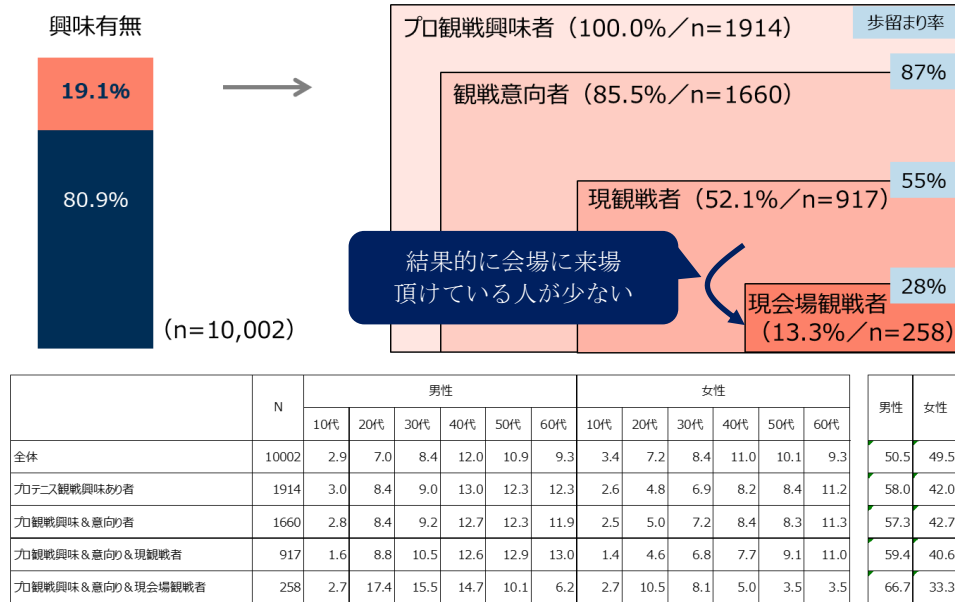 興味有無
19.1%
80.9%
(n=10,002)
プロ観戦興味者（100.0%／n=1914）
歩留まり率
87%
観戦意向者（85.5%／n=1660）
55%
現観戦者（52.1%／n=917）
結果的に会場に来場
頂けている人が少ない
28%
現会場観戦者
（13.3%／n=258）
N 男性 女性 男性 女性
10代 20代 30代 40代 50代 60代 10代 20代 30代 40代 50代 60代
全体 10002 2.9 7.0 8.4 12.0 10.9 9.3 3.4 7.2 8.4 11.0 10.1 9.3 50.5 49.5
プロテニス観戦興味あり者 1914 3.0 8.4 9.0 13.0 12.3 12.3 2.6 4.8 6.9 8.2 8.4 11.2 58.0 42.0
プロ観戦興味＆意向り者 1660 2.8 8.4 9.2 12.7 12.3 11.9 2.5 5.0 7.2 8.4 8.3 11.3 57.3 42.7
プロ観戦興味＆意向り＆現観戦者 917 1.6 8.8 10.5 12.6 12.9 13.0 1.4 4.6 6.8 7.7 9.1 11.0 59.4 40.6
プロ観戦興味＆意向り＆現会場観戦者 258 2.7 17.4 15.5 14.7 10.1 6.2 2.7 10.5 8.1 5.0 3.5 3.5 66.7 33.3